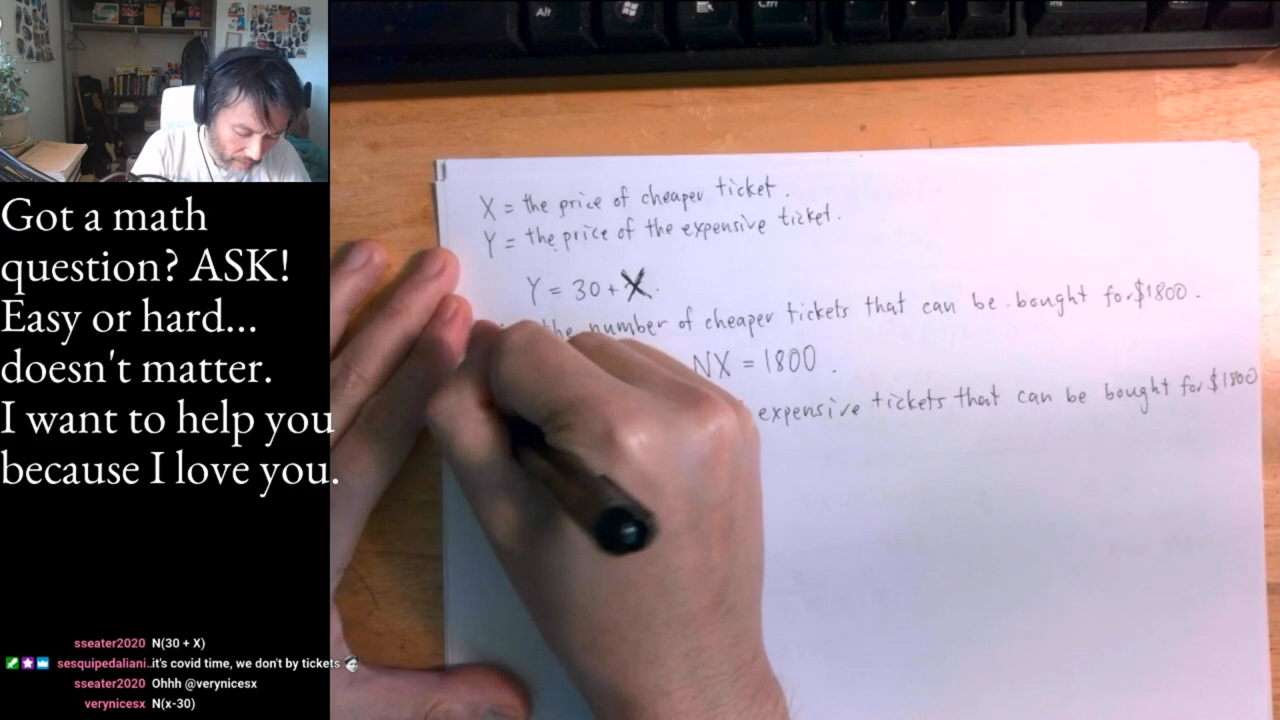 Got a math
question? ASK!
Easy or hard...
doesn't matter.
I want to help you
because I love you.
sseater2020 N(30 + X)
sesquipedaliani..it's covid time, we don't by tickets
sseater2020 Ohhh @verynicesx
verynicesx N(x-30)
Alt
Ctrl
Ins
X = the price of cheaper ticket.
Y = the price of the expensive ticket.
Y = 30 + X.
the number of cheaper tickets that can be bought for $1800.
NX = 1800.
expensive tickets that can be bought for $1800